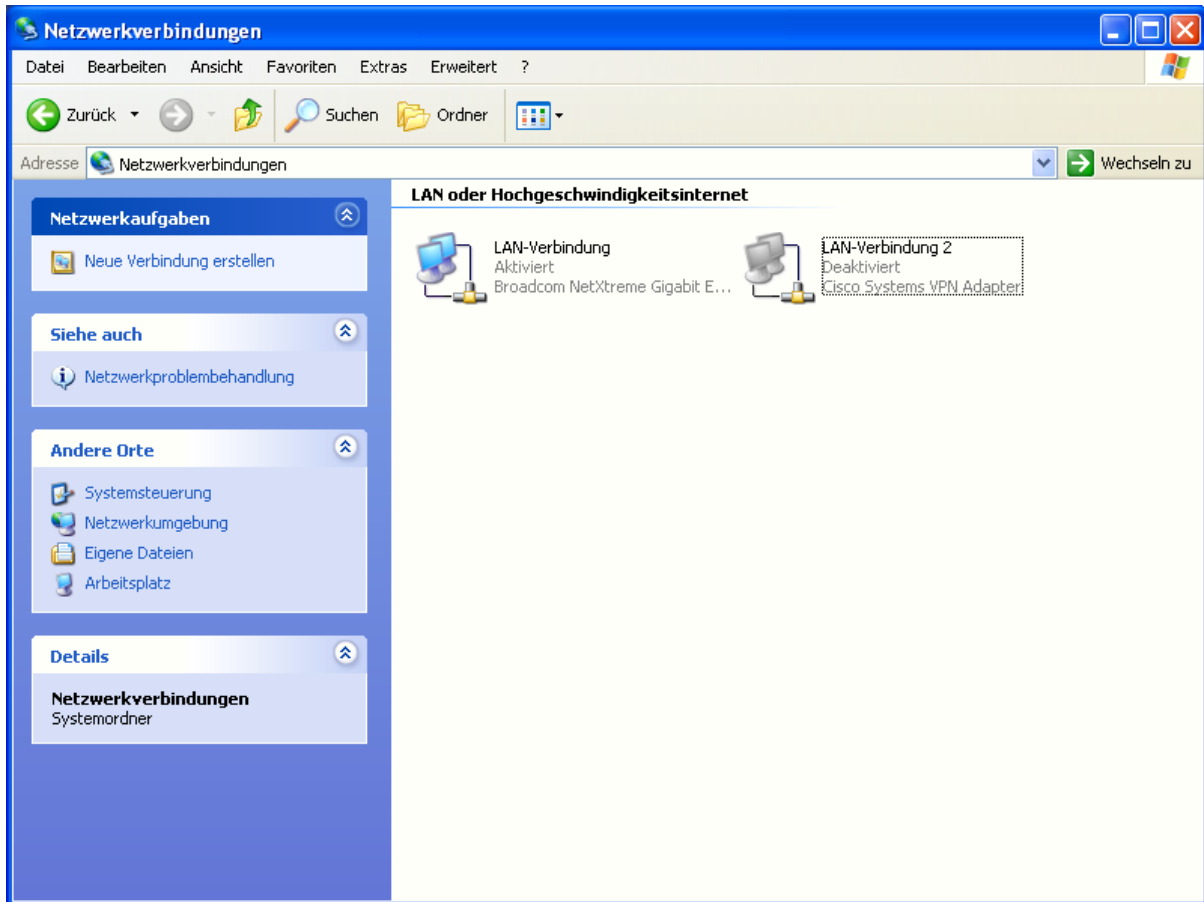 Netzwerkverbindungen
Datei Bearbeiten Ansicht Favoriten Extras Erweitert ?
Zurück Suchen Ordner
Adresse Netzwerkverbindungen Wechseln zu
Netzwerkaufgaben
Neue Verbindung erstellen
Siehe auch
Netzwerkproblembehandlung
Andere Orte
Systemsteuerung
Netzwerkumgebung
Eigene Dateien
Arbeitsplatz
Details
Netzwerkverbindungen
Systemordner
LAN oder Hochgeschwindigkeitsinternet
LAN-Verbindung
Aktiviert
Broadcom NetXtreme Gigabit E...
LAN-Verbindung 2
Deaktiviert
Cisco Systems VPN Adapter